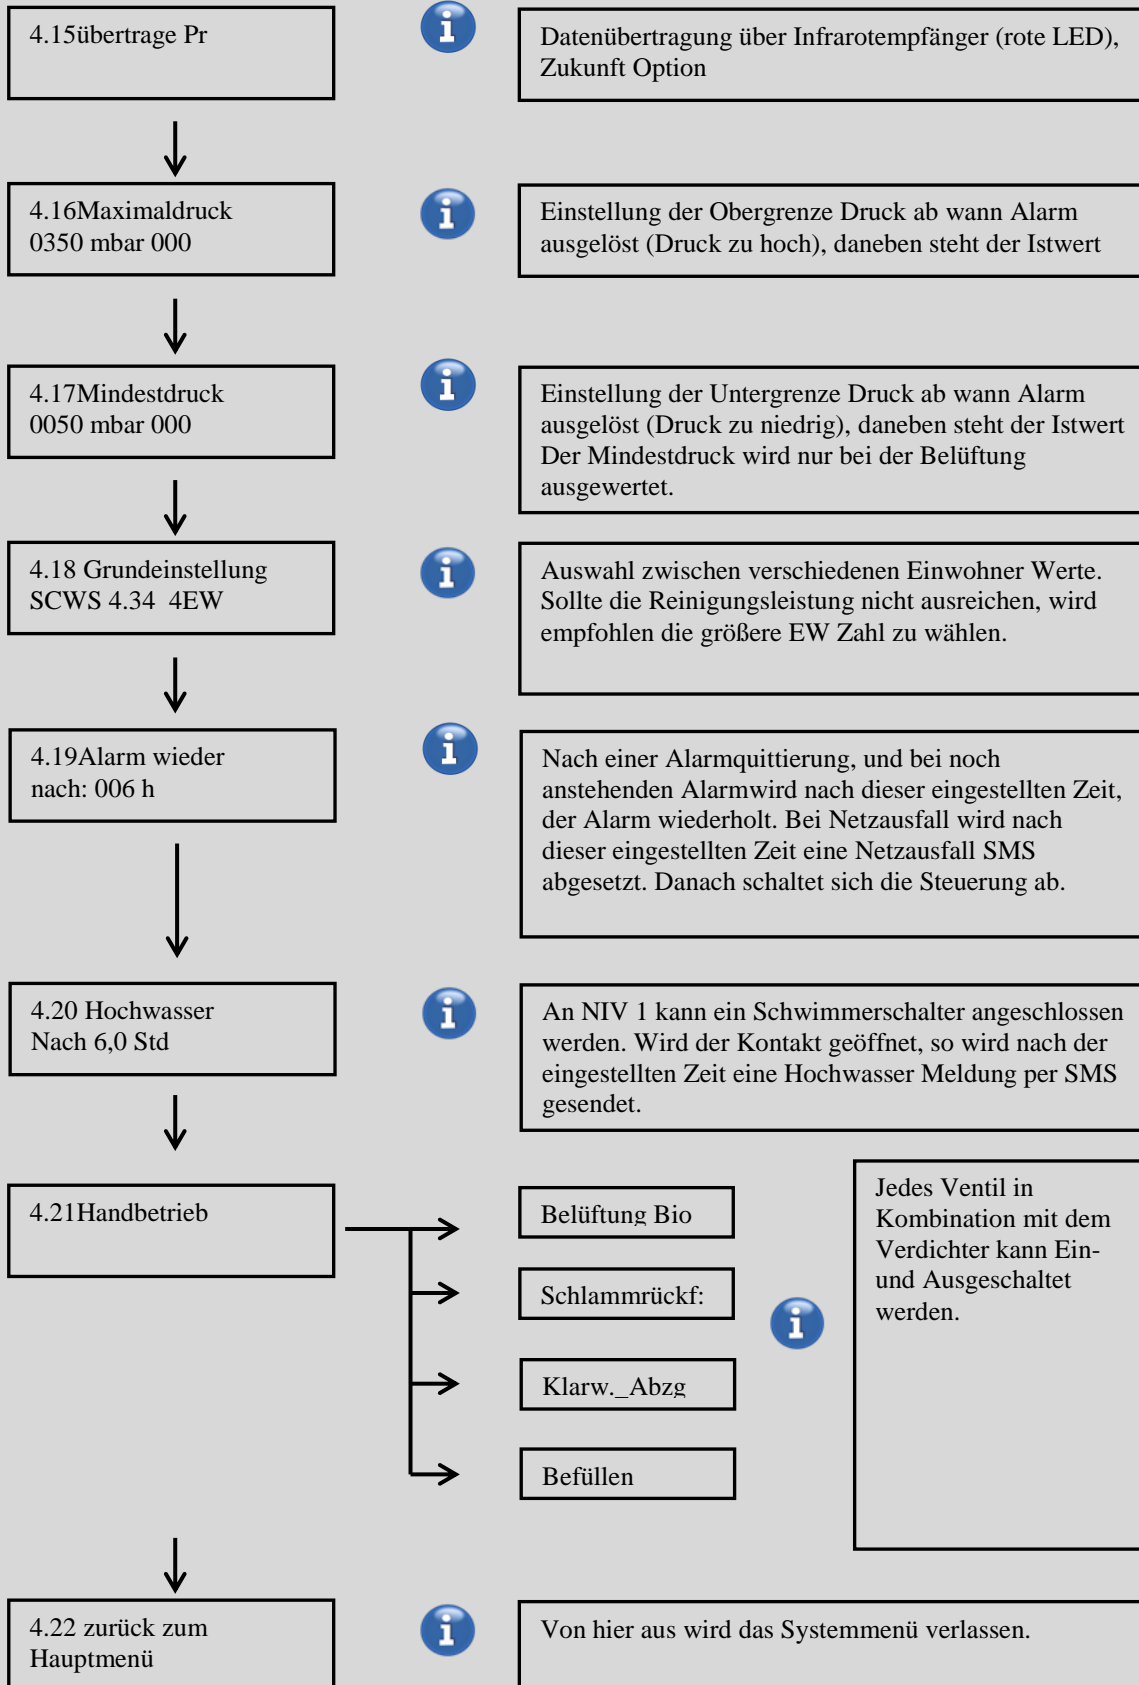 4.15übertrage Pr
Datenübertragung über Infrarotempfänger (rote LED),
Zukunft Option
4.16Maximaldruck
0350 mbar 000
Einstellung der Obergrenze Druck ab wann Alarm
ausgelöst (Druck zu hoch), daneben steht der Istwert
4.17Mindestdruck
0050 mbar 000
Einstellung der Untergrenze Druck ab wann Alarm
ausgelöst (Druck zu niedrig), daneben steht der Istwert
Der Mindestdruck wird nur bei der Belüftung
ausgewertet.
4.18 Grundeinstellung
SCWS 4.34  4EW
Auswahl zwischen verschiedenen Einwohner Werte.
Sollte die Reinigungsleistung nicht ausreichen, wird
empfohlen die größere EW Zahl zu wählen.
4.19Alarm wieder
nach: 006 h
Nach einer Alarmquittierung, und bei noch
anstehenden Alarmwird nach dieser eingestellten Zeit,
der Alarm wiederholt. Bei Netzausfall wird nach
dieser eingestellten Zeit eine Netzausfall SMS
abgesetzt. Danach schaltet sich die Steuerung ab.
4.20 Hochwasser
Nach 6,0 Std
An NIV 1 kann ein Schwimmerschalter angeschlossen
werden. Wird der Kontakt geöffnet, so wird nach der
eingestellten Zeit eine Hochwasser Meldung per SMS
gesendet.
4.21Handbetrieb
Belüftung Bio
Schlammrückf:
Klarw._Abzg
Befüllen
Jedes Ventil in
Kombination mit dem
Verdichter kann Ein-
und Ausgeschaltet
werden.
4.22 zurück zum
Hauptmenü
Von hier aus wird das Systemmenü verlassen.